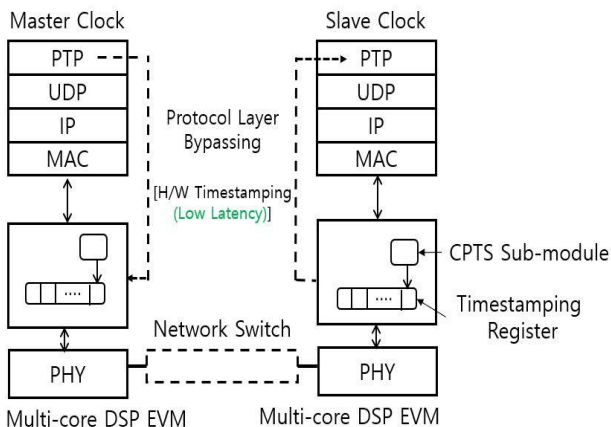 Master Clock
Slave Clock
PTP
UDP
IP
MAC
PTP
UDP
IP
MAC
Protocol Layer
Bypassing
[H/W Timestamping
(Low Latency)]
....
....
CPTS Sub-module
Timestamping
Register
Network Switch
PHY
PHY
Multi-core DSP EVM
Multi-core DSP EVM